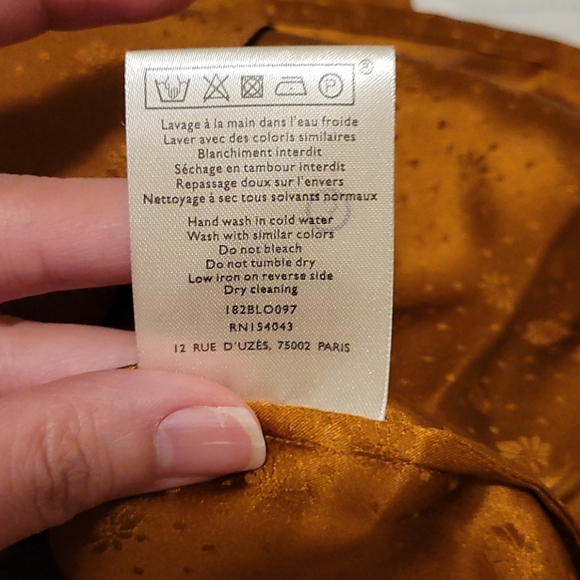 P
®
Lavage à la main dans l'eau froide
Laver avec des coloris similaires
Blanchiment interdit
Séchage en tambour interdit
Repassage doux sur l'envers
Nettoyage à sec tous solvants normaux
Hand wash in cold water
Wash with similar colors
Do not bleach
Do not tumble dry
Low iron on reverse side
Dry cleaning
182BLO097
RN154043
12 RUE D'UZÈS, 75002 PARIS